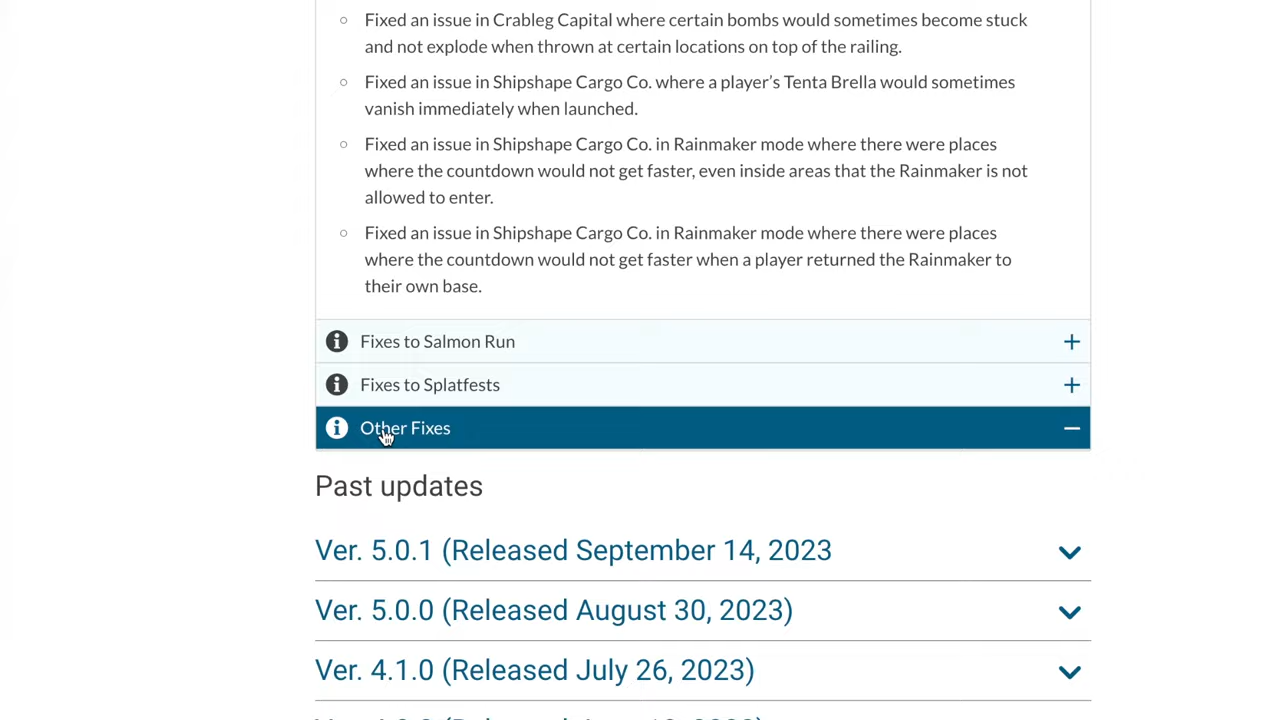 Fixed an issue in Crableg Capital where certain bombs would sometimes become stuck
and not explode when thrown at certain locations on top of the railing.
Fixed an issue in Shipshape Cargo Co. where a player's Tenta Brella would sometimes
vanish immediately when launched.
Fixed an issue in Shipshape Cargo Co. in Rainmaker mode where there were places
where the countdown would not get faster, even inside areas that the Rainmaker is not
allowed to enter.
Fixed an issue in Shipshape Cargo Co. in Rainmaker mode where there were places
where the countdown would not get faster when a player returned the Rainmaker to
their own base.
Fixes to Salmon Run
Fixes to Splatfests
Other Fixes
Past updates
Ver. 5.0.1 (Released September 14, 2023
Ver. 5.0.0 (Released August 30, 2023)
Ver. 4.1.0 (Released July 26, 2023)